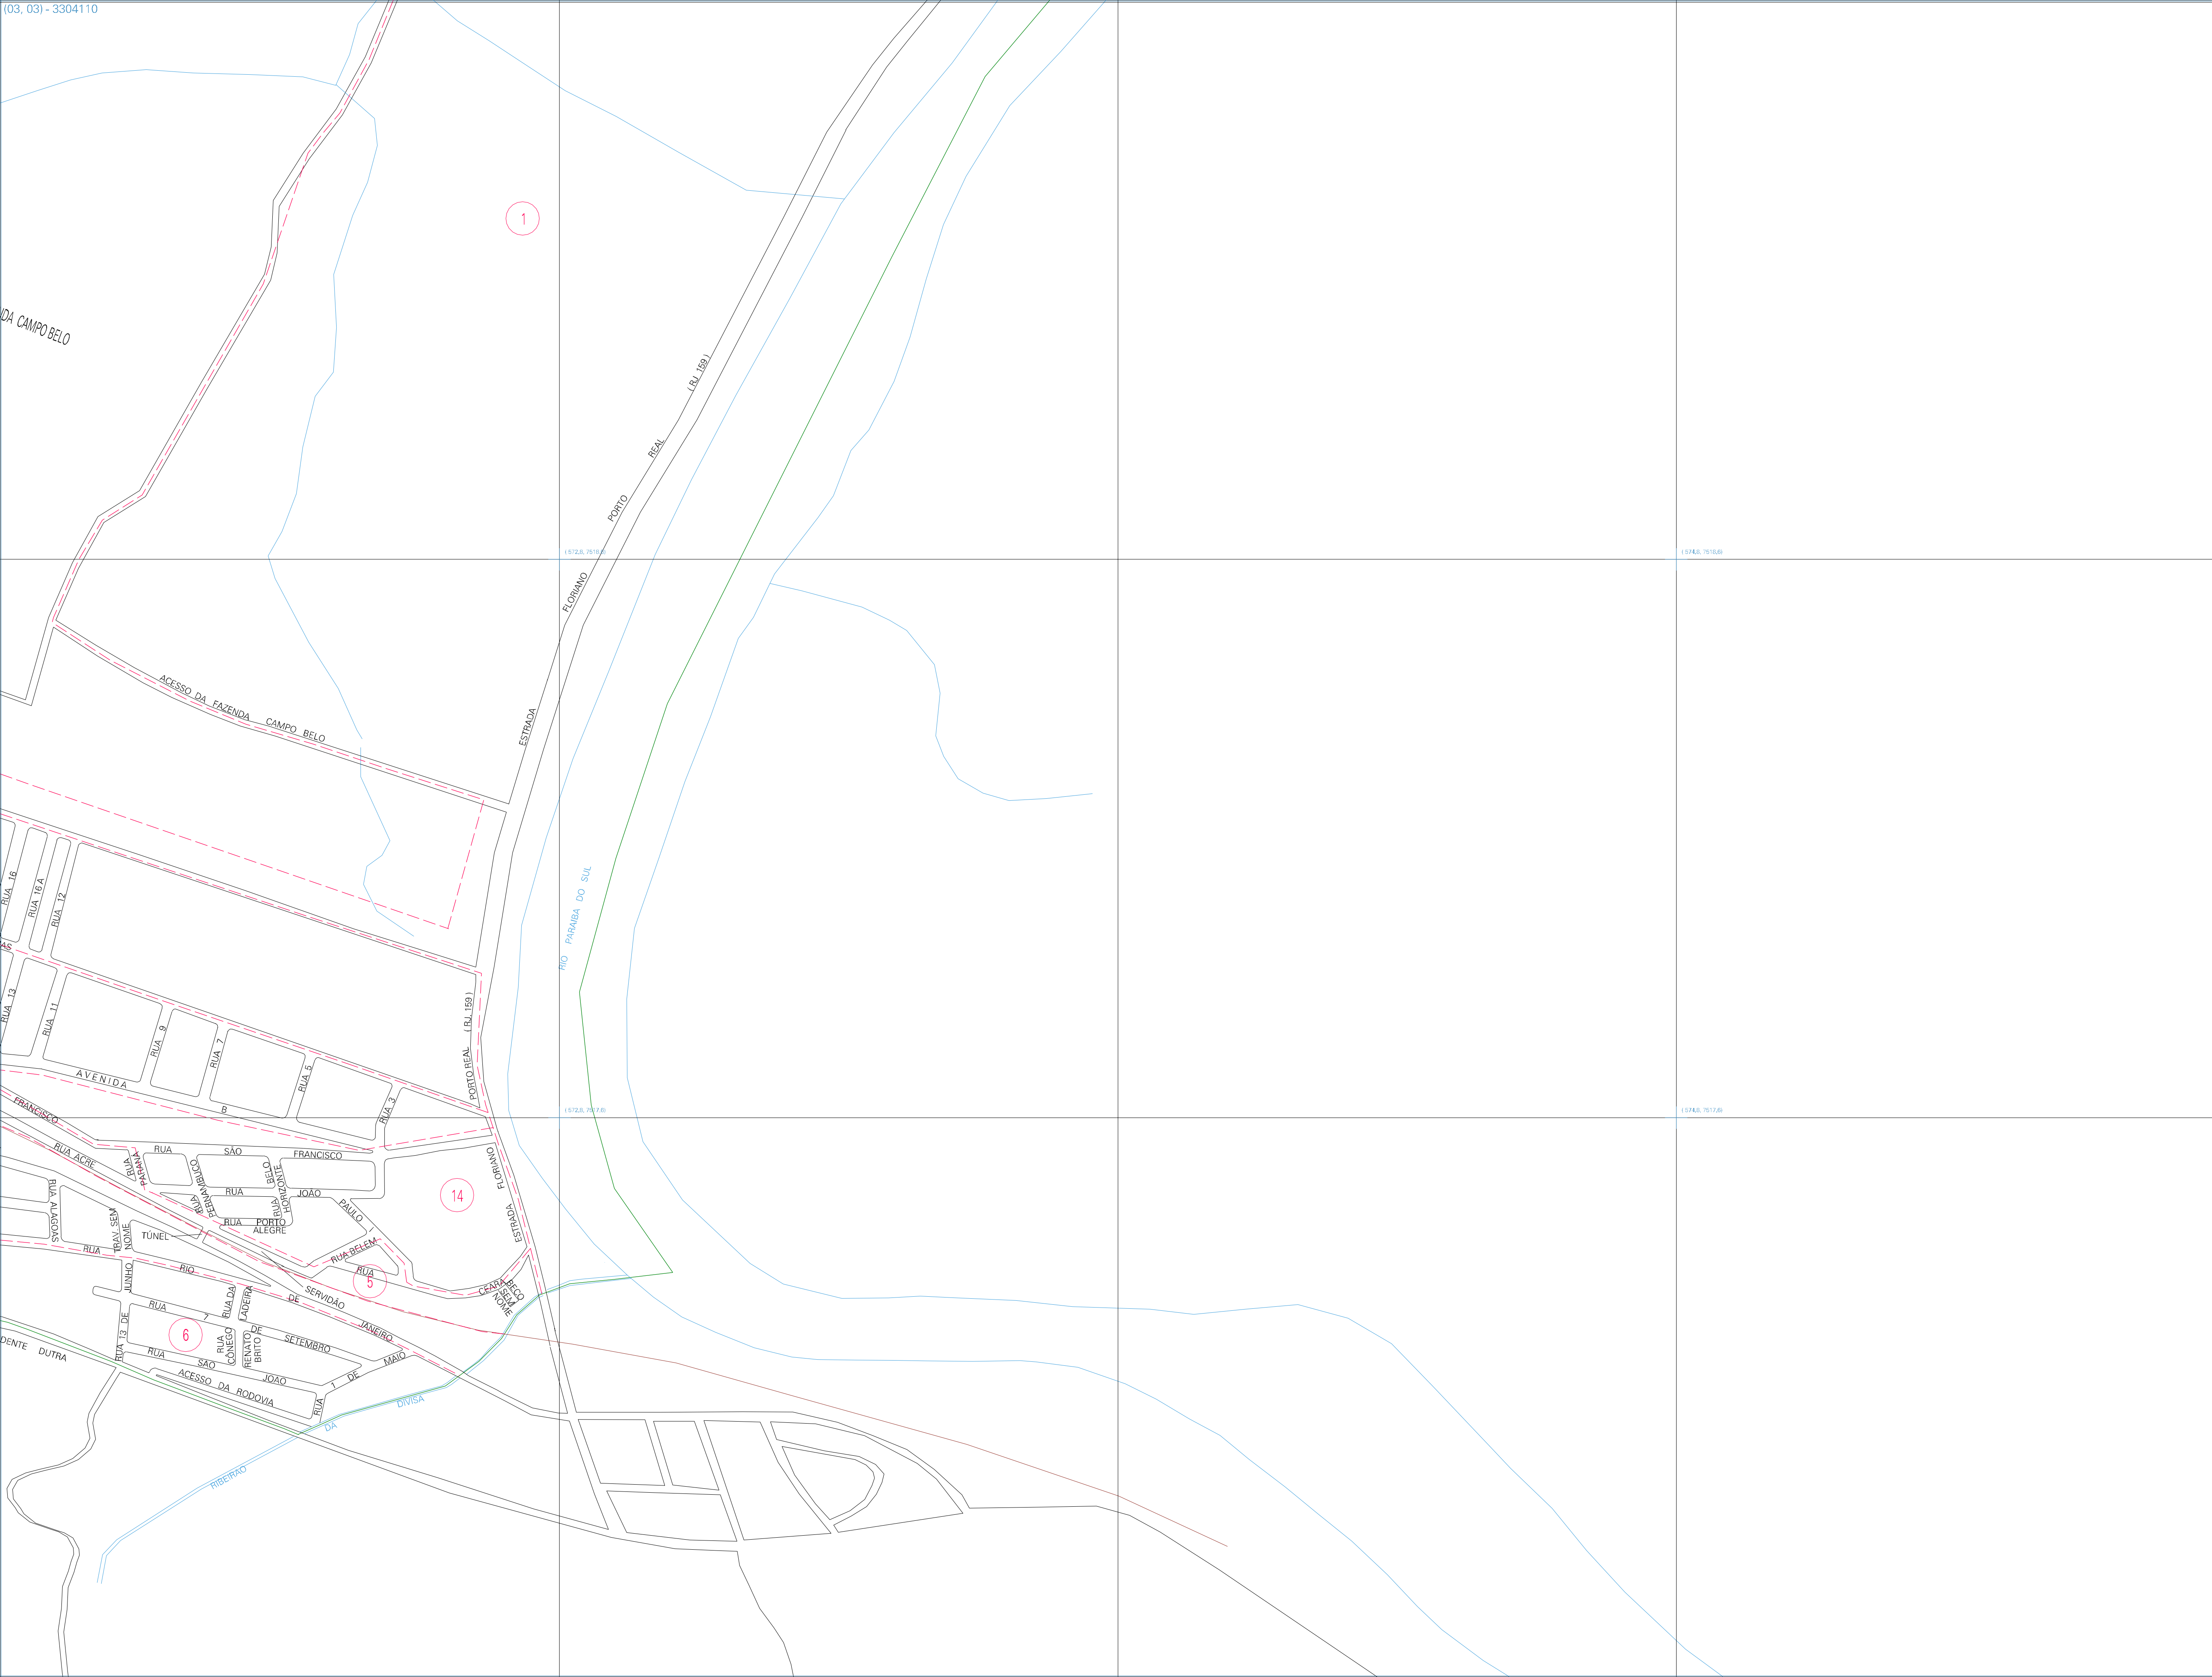 (03, 03) - 3304110
1
CAMPO BELO
( RJ. 159 )
REAL
PORTO
FLORIANO
ESTRADA
ACESSO DA FAZENDA CAMPO BELO
RIO PARAIBA DO SUL
RUA 16
RUA 16 A
RUA 12
RUA 13
RUA 11
RUA 9
RUA 7
RUA 5
RUA 3
( RJ. 159 )
PORTO REAL
FLORIANO
ESTRADA
AVENIDA B
FRANCISCO
RUA ACRE
RUA PARANÁ
RUA SÃO FRANCISCO
RUA PERNAMBUCO
RUA BELO HORIZONTE
RUA JOÃO PAULO I
RUA PORTO ALEGRE
14
RUA ALAGOAS
TRAV. SEM NOME
TÚNEL
RUA BELEM
RUA CEARÁ
BECO SEM NOME
5
SERVIDÃO
RUA RIO DE JANEIRO
RUA 13 DE JUNHO
RUA DA LADEIRA
RUA 7 DE SETEMBRO
6
RUA CÔNEGO
RENATO BRITO
RUA SAO JOAO
RUA 1 DE MAIO
ACESSO DA RODOVIA
DENTE DUTRA
RIBEIRAO DA DIVISA